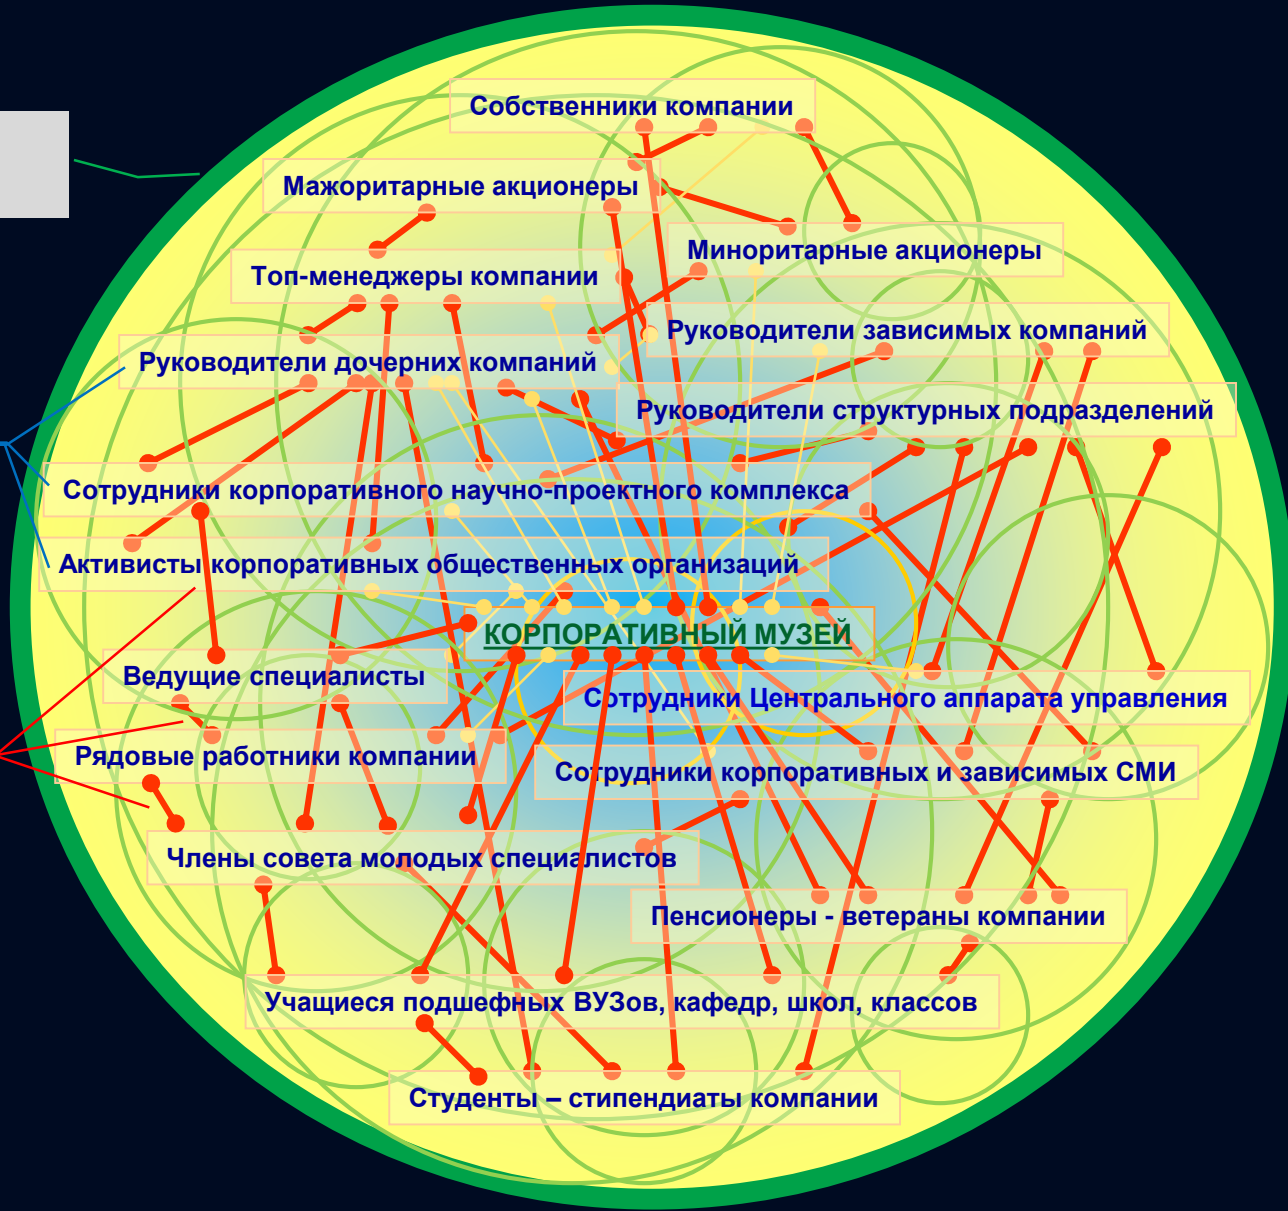 Собственники компании
Мажоритарные акционеры
Миноритарные акционеры
Топ-менеджеры компании
Руководители зависимых компаний
Руководители дочерних компаний
Руководители структурных подразделений
Сотрудники корпоративного научно-проектного комплекса
Активисты корпоративных общественных организаций
КОРПОРАТИВНЫЙ МУЗЕЙ
Ведущие специалисты
Сотрудники Центрального аппарата управления
Рядовые работники компании
Сотрудники корпоративных и зависимых СМИ
Члены совета молодых специалистов
Пенсионеры - ветераны компании
Учащиеся подшефных ВУЗов, кафедр, школ, классов
Студенты – стипендиаты компании